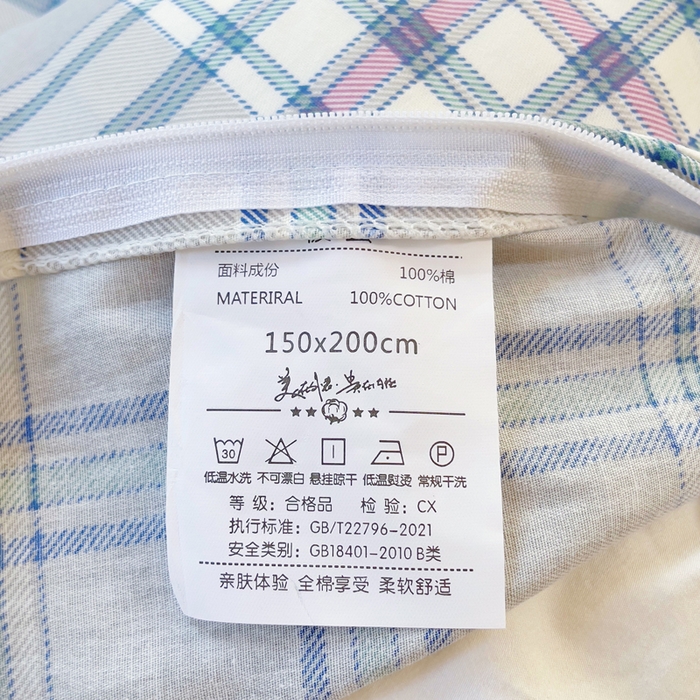 面料成份 100%棉
MATERIRAL 100%COTTON
150x200cm
30 P
低温水洗 不可漂白 悬挂晾干 低温熨烫 常规干洗
等 级：合格品 检 验：CX
执行标准：GB/T22796-2021
安全类别：GB18401-2010 B类
亲肤体验 全棉享受 柔软舒适